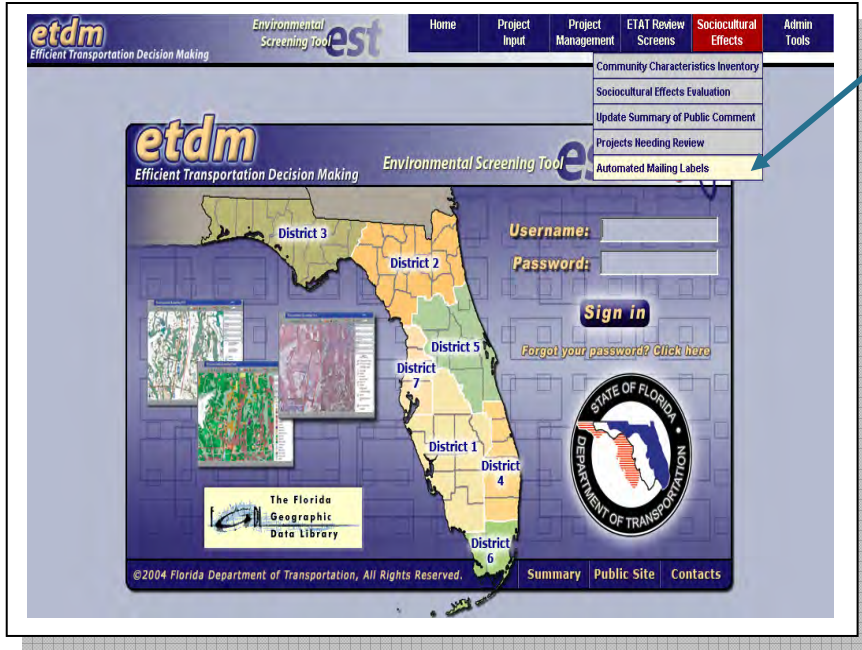 etdm
Efficient Transportation Decision Making
Environmental
Screening Tool est
Home
Project
Input
Project
Management
ETAT Review
Screens
Sociocultural
Effects
Admin
Tools
Community Characteristics Inventory
Sociocultural Effects Evaluation
Update Summary of Public Comment
Projects Needing Review
Automated Mailing Labels
etdm
Efficient Transportation Decision Making
Environmental Screening Tool
District 3
District 2
District 5
District
7
District 1
District
4
District
6
Username:
Password:
Sign in
Forgot your password? Click here
STATE OF FLORIDA
DEPARTMENT OF TRANSPORTATION
The Florida
Geographic
Data Library
©2004 Florida Department of Transportation, All Rights Reserved.
Summary
Public Site
Contacts